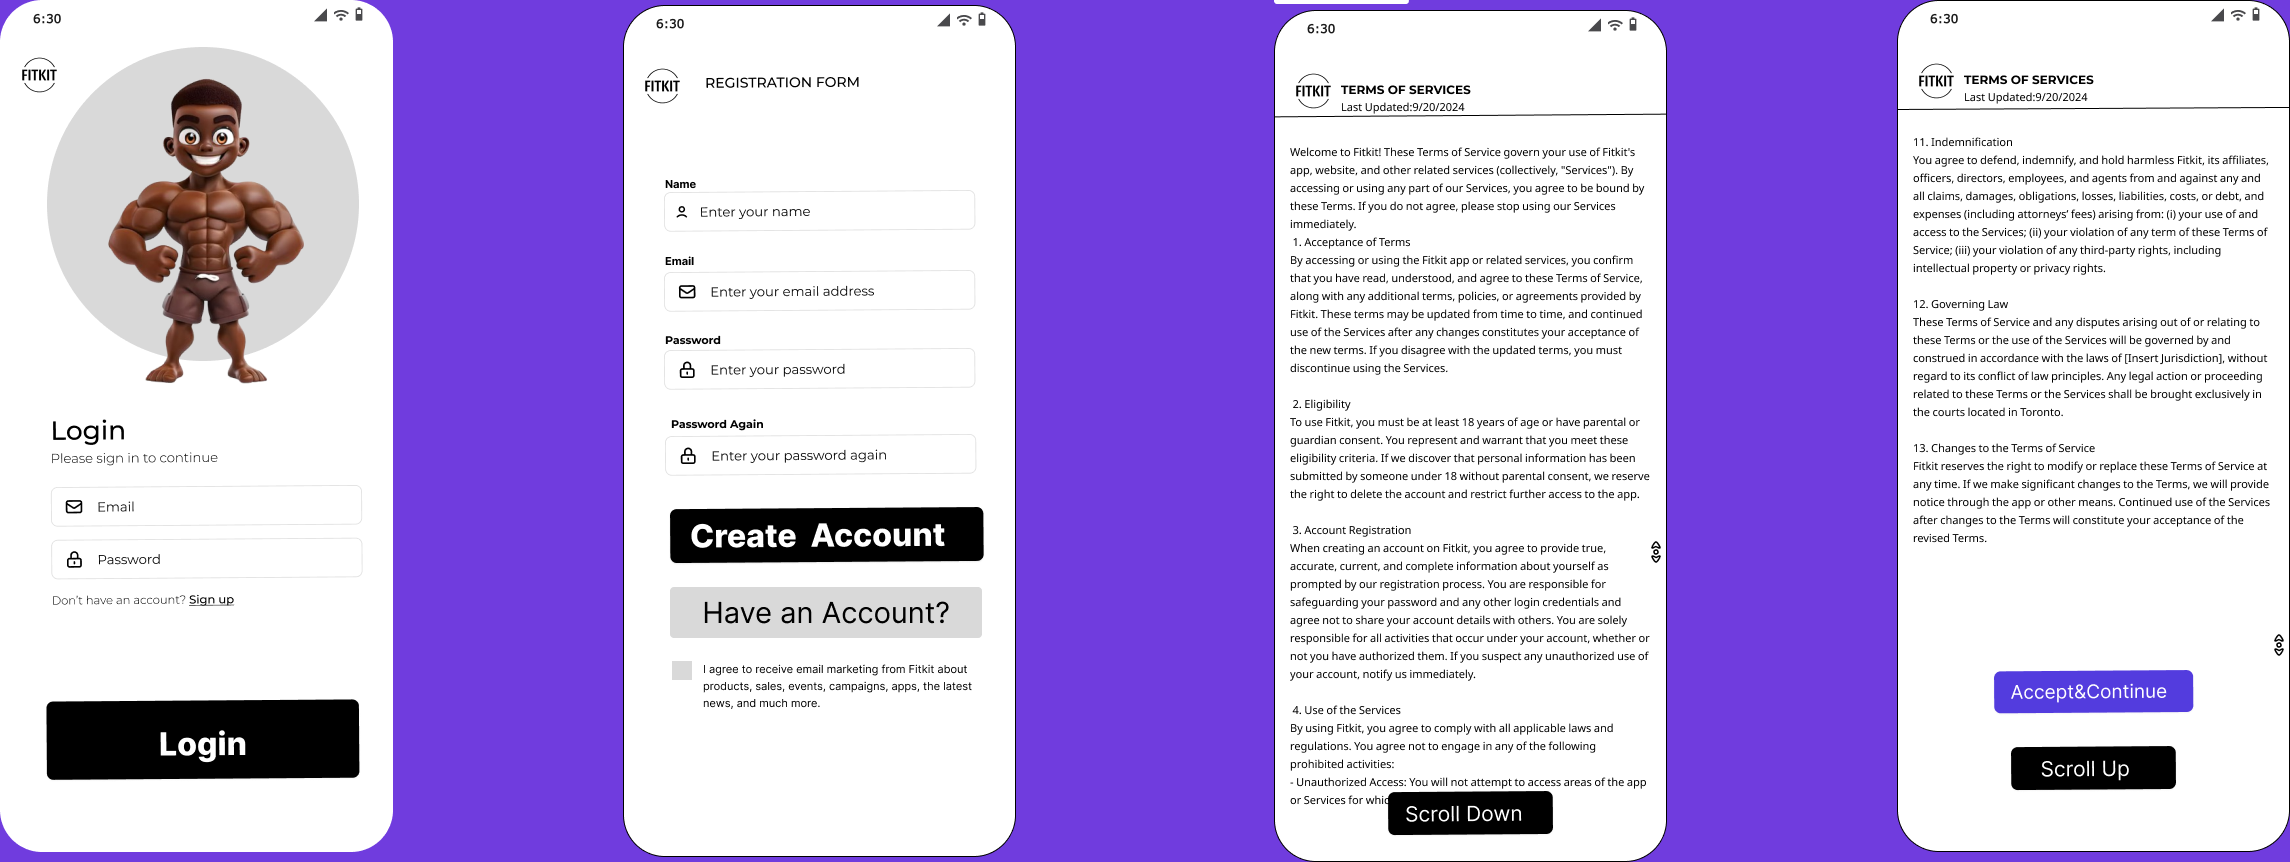 6:30
FITKIT
Login
Please sign in to continue
Email
Password
Don't have an account? Sign up
Login
6:30
FITKIT
REGISTRATION FORM
Name
Enter your name
Email
Enter your email address
Password
Enter your password
Password Again
Enter your password again
Create Account
Have an Account?
I agree to receive email marketing from Fitkit about
products, sales, events, campaigns, apps, the latest
news, and much more.
6:30
FITKIT
TERMS OF SERVICES
Last Updated:9/20/2024
Welcome to Fitkit! These Terms of Service govern your use of Fitkit's
app, website, and other related services (collectively, "Services"). By
accessing or using any part of our Services, you agree to be bound by
these Terms. If you do not agree, please stop using our Services
immediately.
1. Acceptance of Terms
By accessing or using the Fitkit app or related services, you confirm
that you have read, understood, and agree to these Terms of Service,
along with any additional terms, policies, or agreements provided by
Fitkit. These terms may be updated from time to time, and continued
use of the Services after any changes constitutes your acceptance of
the new terms. If you disagree with the updated terms, you must
discontinue using the Services.
2. Eligibility
To use Fitkit, you must be at least 18 years of age or have parental or
guardian consent. You represent and warrant that you meet these
eligibility criteria. If we discover that personal information has been
submitted by someone under 18 without parental consent, we reserve
the right to delete the account and restrict further access to the app.
3. Account Registration
When creating an account on Fitkit, you agree to provide true,
accurate, current, and complete information about yourself as
prompted by our registration process. You are responsible for
safeguarding your password and any other login credentials and
agree not to share your account details with others. You are solely
responsible for all activities that occur under your account, whether or
not you have authorized them. If you suspect any unauthorized use of
your account, notify us immediately.
4. Use of the Services
By using Fitkit, you agree to comply with all applicable laws and
regulations. You agree not to engage in any of the following
prohibited activities:
- Unauthorized Access: You will not attempt to access areas of the app
or Services for whic
Scroll Down
6:30
FITKIT
TERMS OF SERVICES
Last Updated:9/20/2024
11. Indemnification
You agree to defend, indemnify, and hold harmless Fitkit, its affiliates,
officers, directors, employees, and agents from and against any and
all claims, damages, obligations, losses, liabilities, costs, or debt, and
expenses (including attorneys' fees) arising from: (i) your use of and
access to the Services; (ii) your violation of any term of these Terms of
Service; (iii) your violation of any third-party rights, including
intellectual property or privacy rights.
12. Governing Law
These Terms of Service and any disputes arising out of or relating to
these Terms or the use of the Services will be governed by and
construed in accordance with the laws of [Insert Jurisdiction], without
regard to its conflict of law principles. Any legal action or proceeding
related to these Terms or the Services shall be brought exclusively in
the courts located in Toronto.
13. Changes to the Terms of Service
Fitkit reserves the right to modify or replace these Terms of Service at
any time. If we make significant changes to the Terms, we will provide
notice through the app or other means. Continued use of the Services
after changes to the Terms will constitute your acceptance of the
revised Terms.
Accept&Continue
Scroll Up